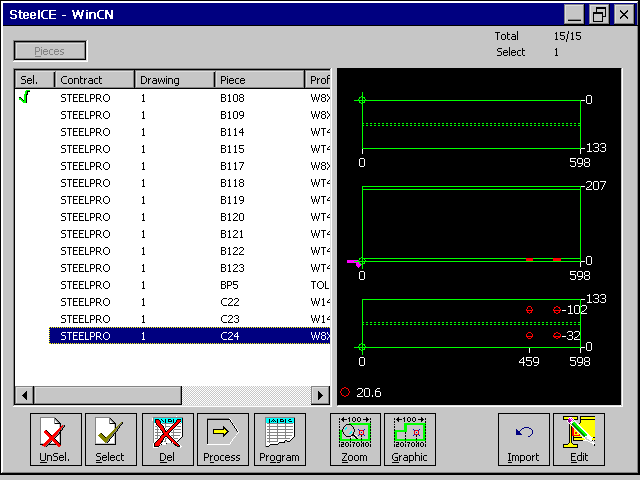 SteelCE - WinCN
Total 15/15
Pieces
Select 1
Sel. Contract Drawing Piece Prof
STEELPRO 1 B108 W8X
STEELPRO 1 B109 W8X
STEELPRO 1 B114 WT4
STEELPRO 1 B115 WT4
STEELPRO 1 B117 W8X
STEELPRO 1 B118 WT4
STEELPRO 1 B119 WT4
STEELPRO 1 B120 WT4
STEELPRO 1 B121 WT4
STEELPRO 1 B122 WT4
STEELPRO 1 B123 WT4
STEELPRO 1 BP5 TOL
STEELPRO 1 C22 W14
STEELPRO 1 C23 W14
STEELPRO 1 C24 W8X
0
133
0 598
207
0
0 598
133
102
32
0
0 459 598
20.6
UnSel. Select Del Process Program Zoom Graphic Import Edit